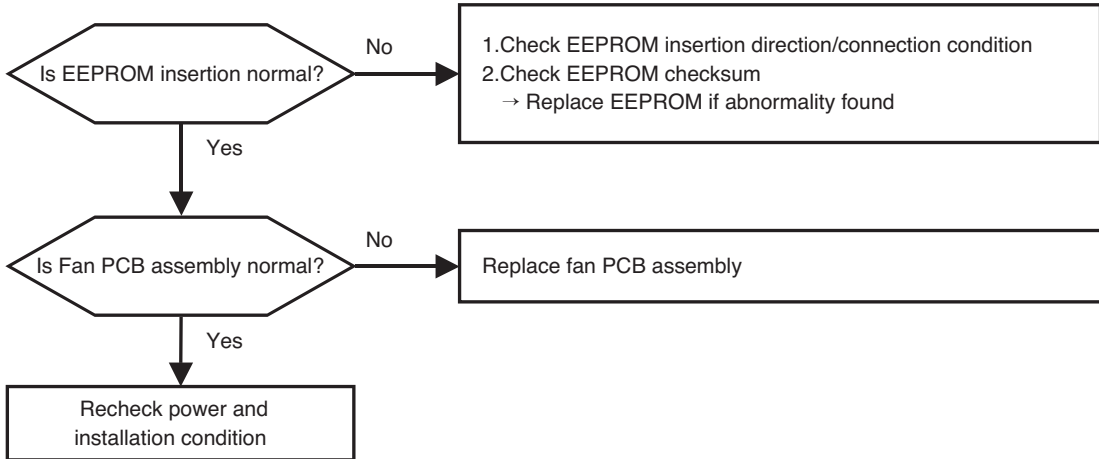 Is EEPROM insertion normal?
No
1.Check EEPROM insertion direction/connection condition
2.Check EEPROM checksum
→ Replace EEPROM if abnormality found
Yes
Is Fan PCB assembly normal?
No
Replace fan PCB assembly
Yes
Recheck power and
installation condition